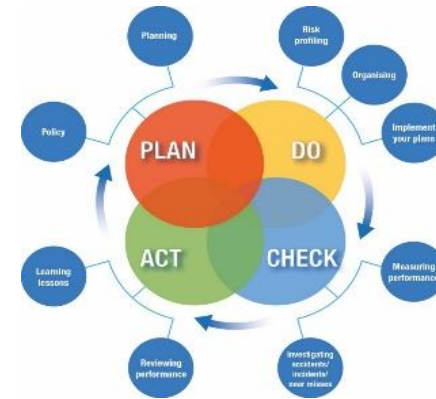 Planning
Risk
profiling
Organising
Policy
PLAN
DO
Implementing
your plans
Learning
lessons
ACT
CHECK
Measuring
performance
Reviewing
performance
Investigating
accidents/
incidents/
near misses